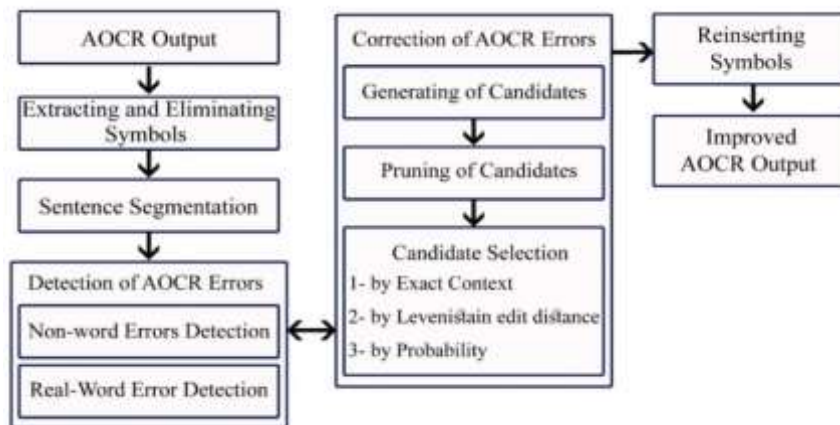 AOCR Output
Extracting and Eliminating
Symbols
Sentence Segmentation
Detection of AOCR Errors
Non-word Errors Detection
Real-Word Error Detection
Correction of AOCR Errors
Generating of Candidates
Pruning of Candidates
Candidate Selection
1- by Exact Context
2- by Levenistain edit distance
3- by Probability
Reinserting
Symbols
Improved
AOCR Output